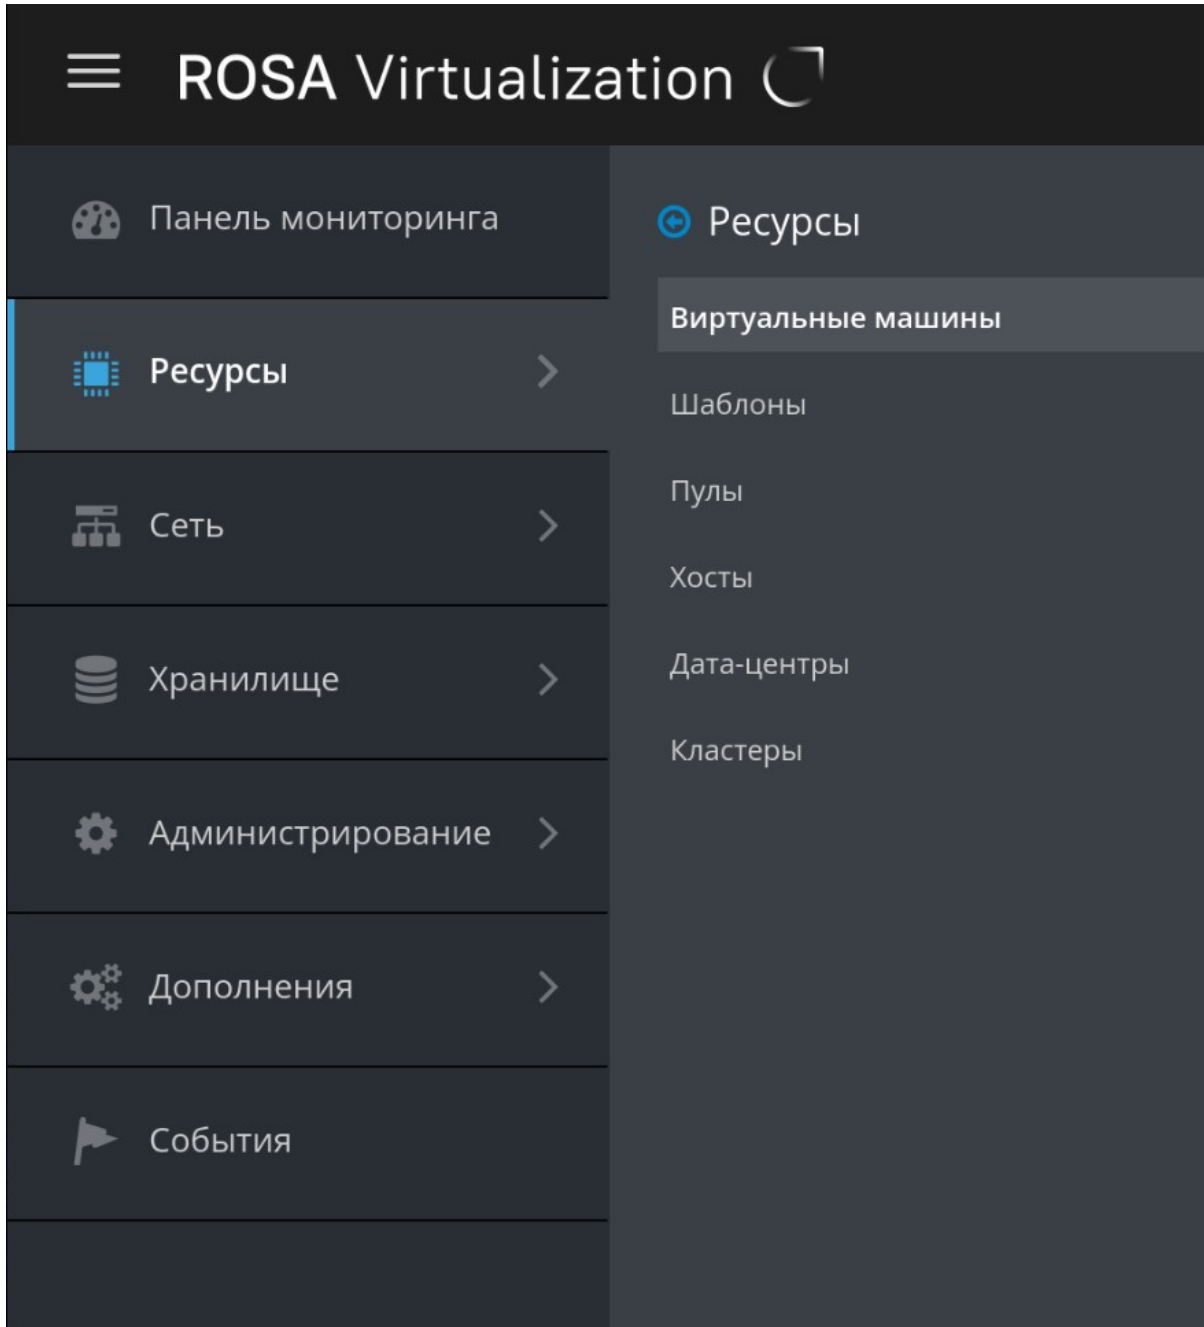 ROSA Virtualization
Панель мониторинга
Ресурсы
Сеть
Хранилище
Администрирование
Дополнения
События
Ресурсы
Виртуальные машины
Шаблоны
Пулы
Хосты
Дата-центры
Кластеры